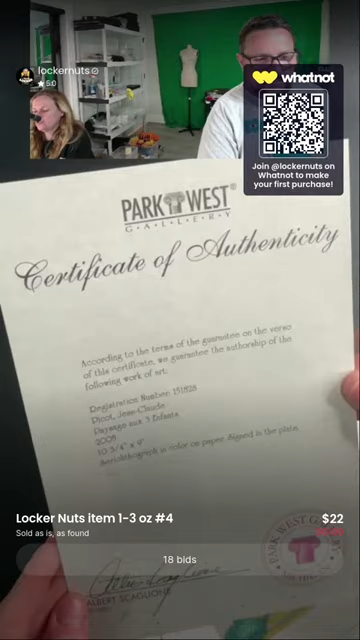 lockernuts
5.0
whatnot
Join @lockernuts on
Whatnot to make
your first purchase!
PARK WEST®
G·A·L·L·E·R·Y
Certificate of Authenticity
According to the terms of the guarantee on the verso
of this certificate, we guarantee the authorship of the
following work of art:
Registration Number: 151828
Picot, Jean-Claude
Paysage aux 3 Enfants
2009
10 3/4" x 9"
Seriolithograph in color on paper. Signed in the plate.
Locker Nuts item 1-3 oz #4
$22
Sold as is, as found
18 bids
PARK WEST
ALBERT SCAGLIONE